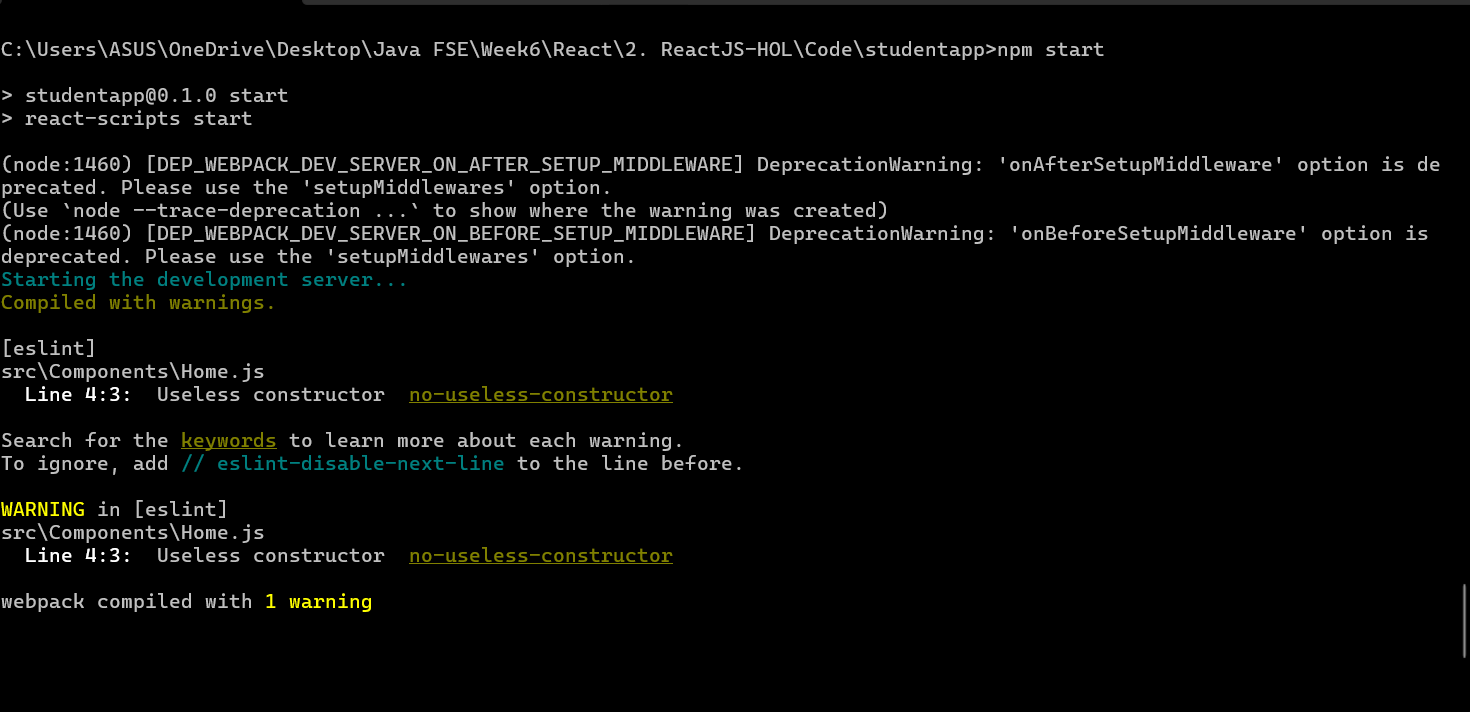 C:\Users\ASUS\OneDrive\Desktop\Java FSE\Week6\React\2. ReactJS-HOL\Code\studentapp>npm start
> studentapp@0.1.0 start
> react-scripts start
(node:1460) [DEP_WEBPACK_DEV_SERVER_ON_AFTER_SETUP_MIDDLEWARE] DeprecationWarning: 'onAfterSetupMiddleware' option is de
precated. Please use the 'setupMiddlewares' option.
(Use `node --trace-deprecation ...` to show where the warning was created)
(node:1460) [DEP_WEBPACK_DEV_SERVER_ON_BEFORE_SETUP_MIDDLEWARE] DeprecationWarning: 'onBeforeSetupMiddleware' option is
deprecated. Please use the 'setupMiddlewares' option.
Starting the development server...
Compiled with warnings.
[eslint]
src\Components\Home.js
  Line 4:3:  Useless constructor  no-useless-constructor
Search for the keywords to learn more about each warning.
To ignore, add // eslint-disable-next-line to the line before.
WARNING in [eslint]
src\Components\Home.js
  Line 4:3:  Useless constructor  no-useless-constructor
webpack compiled with 1 warning